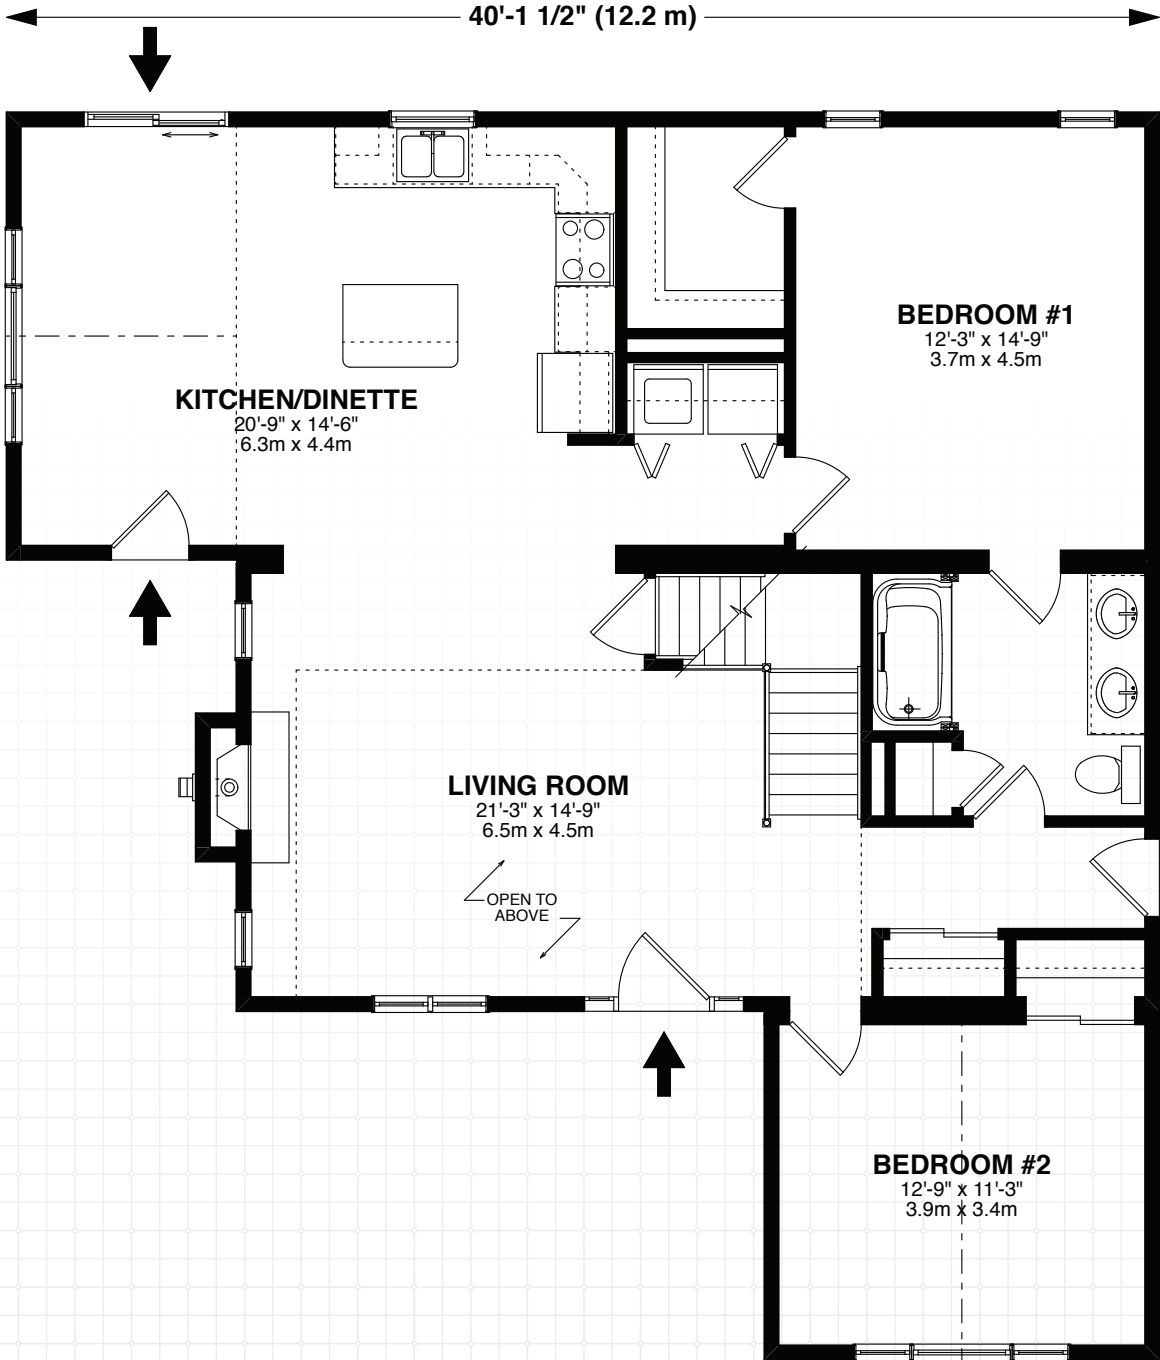 40'-1 1/2" (12.2 m)
BEDROOM #1
12'-3" x 14'-9"
3.7m x 4.5m
KITCHEN/DINETTE
20'-9" x 14'-6"
6.3m x 4.4m
LIVING ROOM
21'-3" x 14'-9"
6.5m x 4.5m
OPEN TO
ABOVE
BEDROOM #2
12'-9" x 11'-3"
3.9m x 3.4m